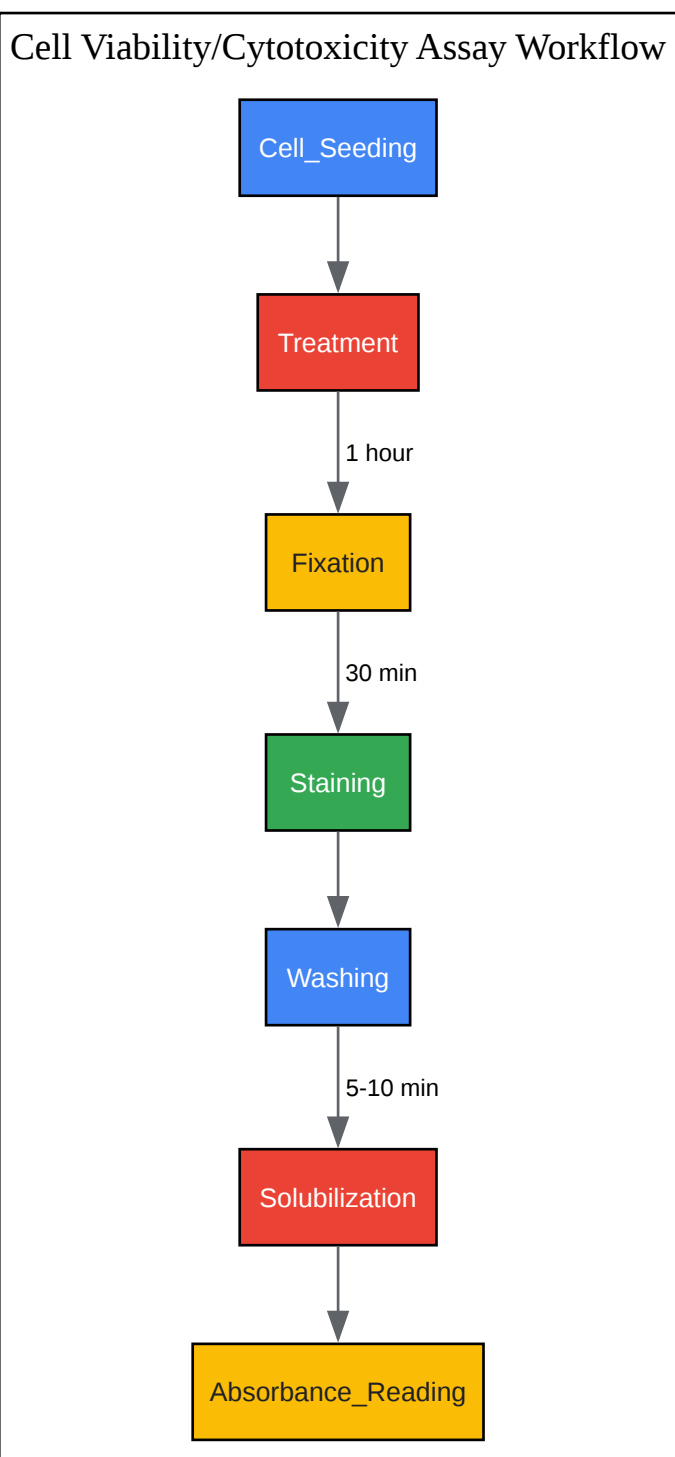 Cell Viability/Cytotoxicity Assay Workflow
Cell_Seeding
Treatment
1 hour
Fixation
30 min
Staining
Washing
5-10 min
Solubilization
Absorbance_Reading